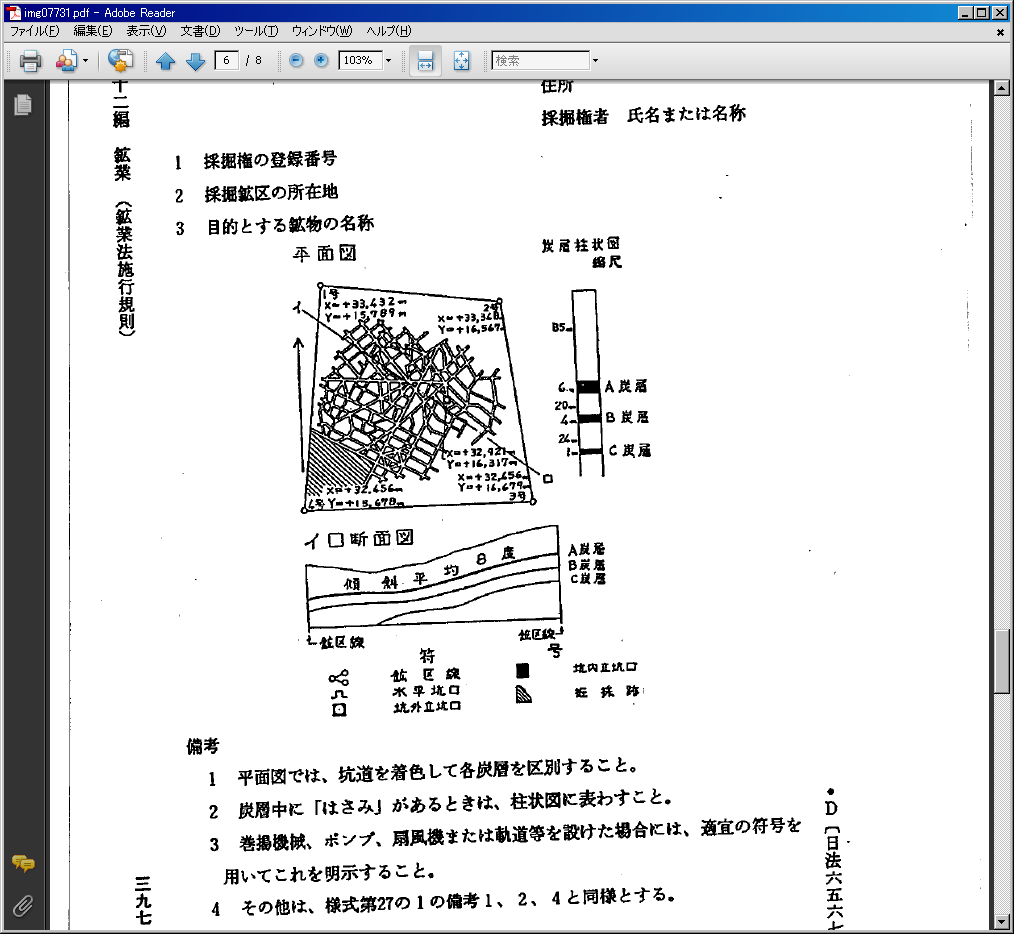 img07731.pdf - Adobe Reader
ファイル(F) 編集(E) 表示(V) 文書(D) ツール(T) ウィンドウ(W) ヘルプ(H)
6 / 8 103% 検索
十二編 鉱業 (鉱業法施行規則)
住所
採掘権者 氏名または名称
1 採掘権の登録番号
2 採掘鉱区の所在地
3 目的とする鉱物の名称
平面図
1号
X=+33,432m
Y=+15,789m
2号
X=+33,348
Y=+16,567m
イ
X=+32,921m
Y=+16,317m
X=+32,656m
Y=+16,679m
3号
ロ
X=+32,656m
4号 Y=+15,678m
炭層柱状図
縮尺
85
6
A炭層
20
4
B炭層
26
1
C炭層
イロ断面図
傾斜平均8度
A炭層
B炭層
C炭層
鉱区線
鉱区線
符号
鉱区線
水平坑口
坑外立坑口
坑内立坑口
備考
1 平面図では、坑道を着色して各炭層を区別すること。
2 炭層中に「はさみ」があるときは、柱状図に表わすこと。
3 巻揚機械、ポンプ、扇風機または軌道等を設けた場合には、適宜の符号を
用いてこれを明示すること。
4 その他は、様式第27の1の備考1、2、4と同様とする。
•D〔日法六五六
三九七